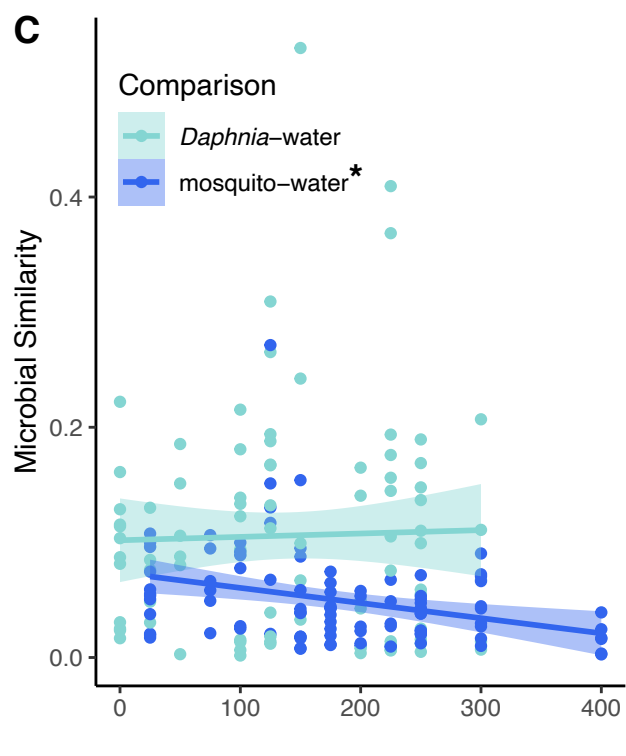 C
Comparison
Daphnia–water
mosquito–water*
Microbial Similarity
0.4
0.2
0.0
0 100 200 300 400